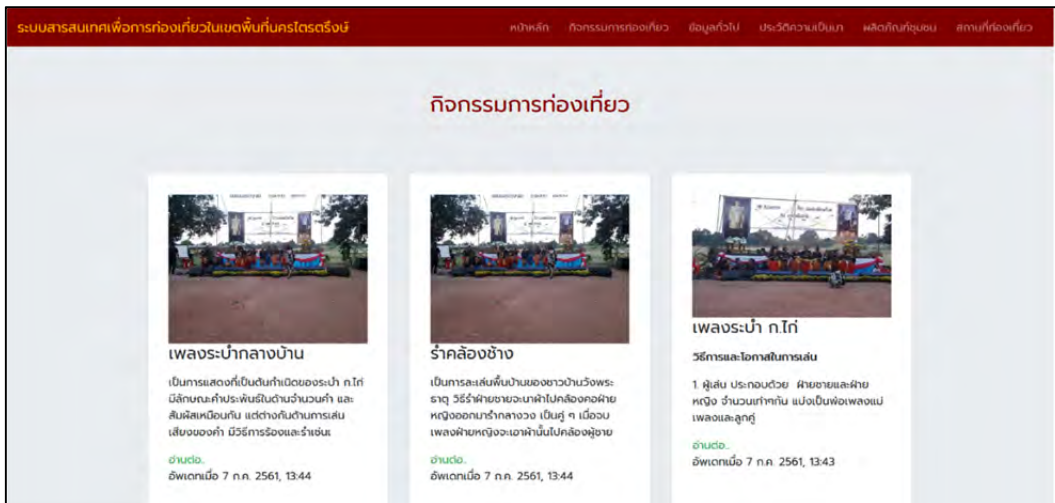 ระบบสารสนเทศเพื่อการท่องเที่ยวในเขตพื้นที่นครไตรตรึงษ์
หน้าหลัก กิจกรรมการท่องเที่ยว ข้อมูลทั่วไป ประวัติความเป็นมา ผลิตภัณฑ์ชุมชน สถานที่ท่องเที่ยว
กิจกรรมการท่องเที่ยว
เพลงระบำกลางบ้าน
เป็นการแสดงที่เป็นต้นกำเนิดของระบำ ก.ไก่
มีลักษณะคำประพันธ์ในด้านจำนวนคำ และ
สัมผัสเหมือนกัน แต่ต่างกันด้านการเล่น
เสียงของคำ มีวิธีการร้องและรำเช่นเ
อ่านต่อ..
อัพเดทเมื่อ 7 ก.ค. 2561, 13:44
รำคล้องช้าง
เป็นการละเล่นพื้นบ้านของชาวบ้านวังพระ
ธาตุ วิธีรำฝ่ายชายจะนาผ้าไปคล้องคอฝ่าย
หญิงออกมารำกลางวง เป็นคู่ ๆ เมื่อจบ
เพลงฝ่ายหญิงจะเอาผ้านั้นไปคล้องผู้ชาย
อ่านต่อ..
อัพเดทเมื่อ 7 ก.ค. 2561, 13:44
เพลงระบำ ก.ไก่
วิธีการและโอกาสในการเล่น
1. ผู้เล่น ประกอบด้วย ฝ่ายชายและฝ่าย
หญิง จำนวนเท่าๆกัน แบ่งเป็นพ่อเพลงแม่
เพลงและลูกคู่
อ่านต่อ..
อัพเดทเมื่อ 7 ก.ค. 2561, 13:43